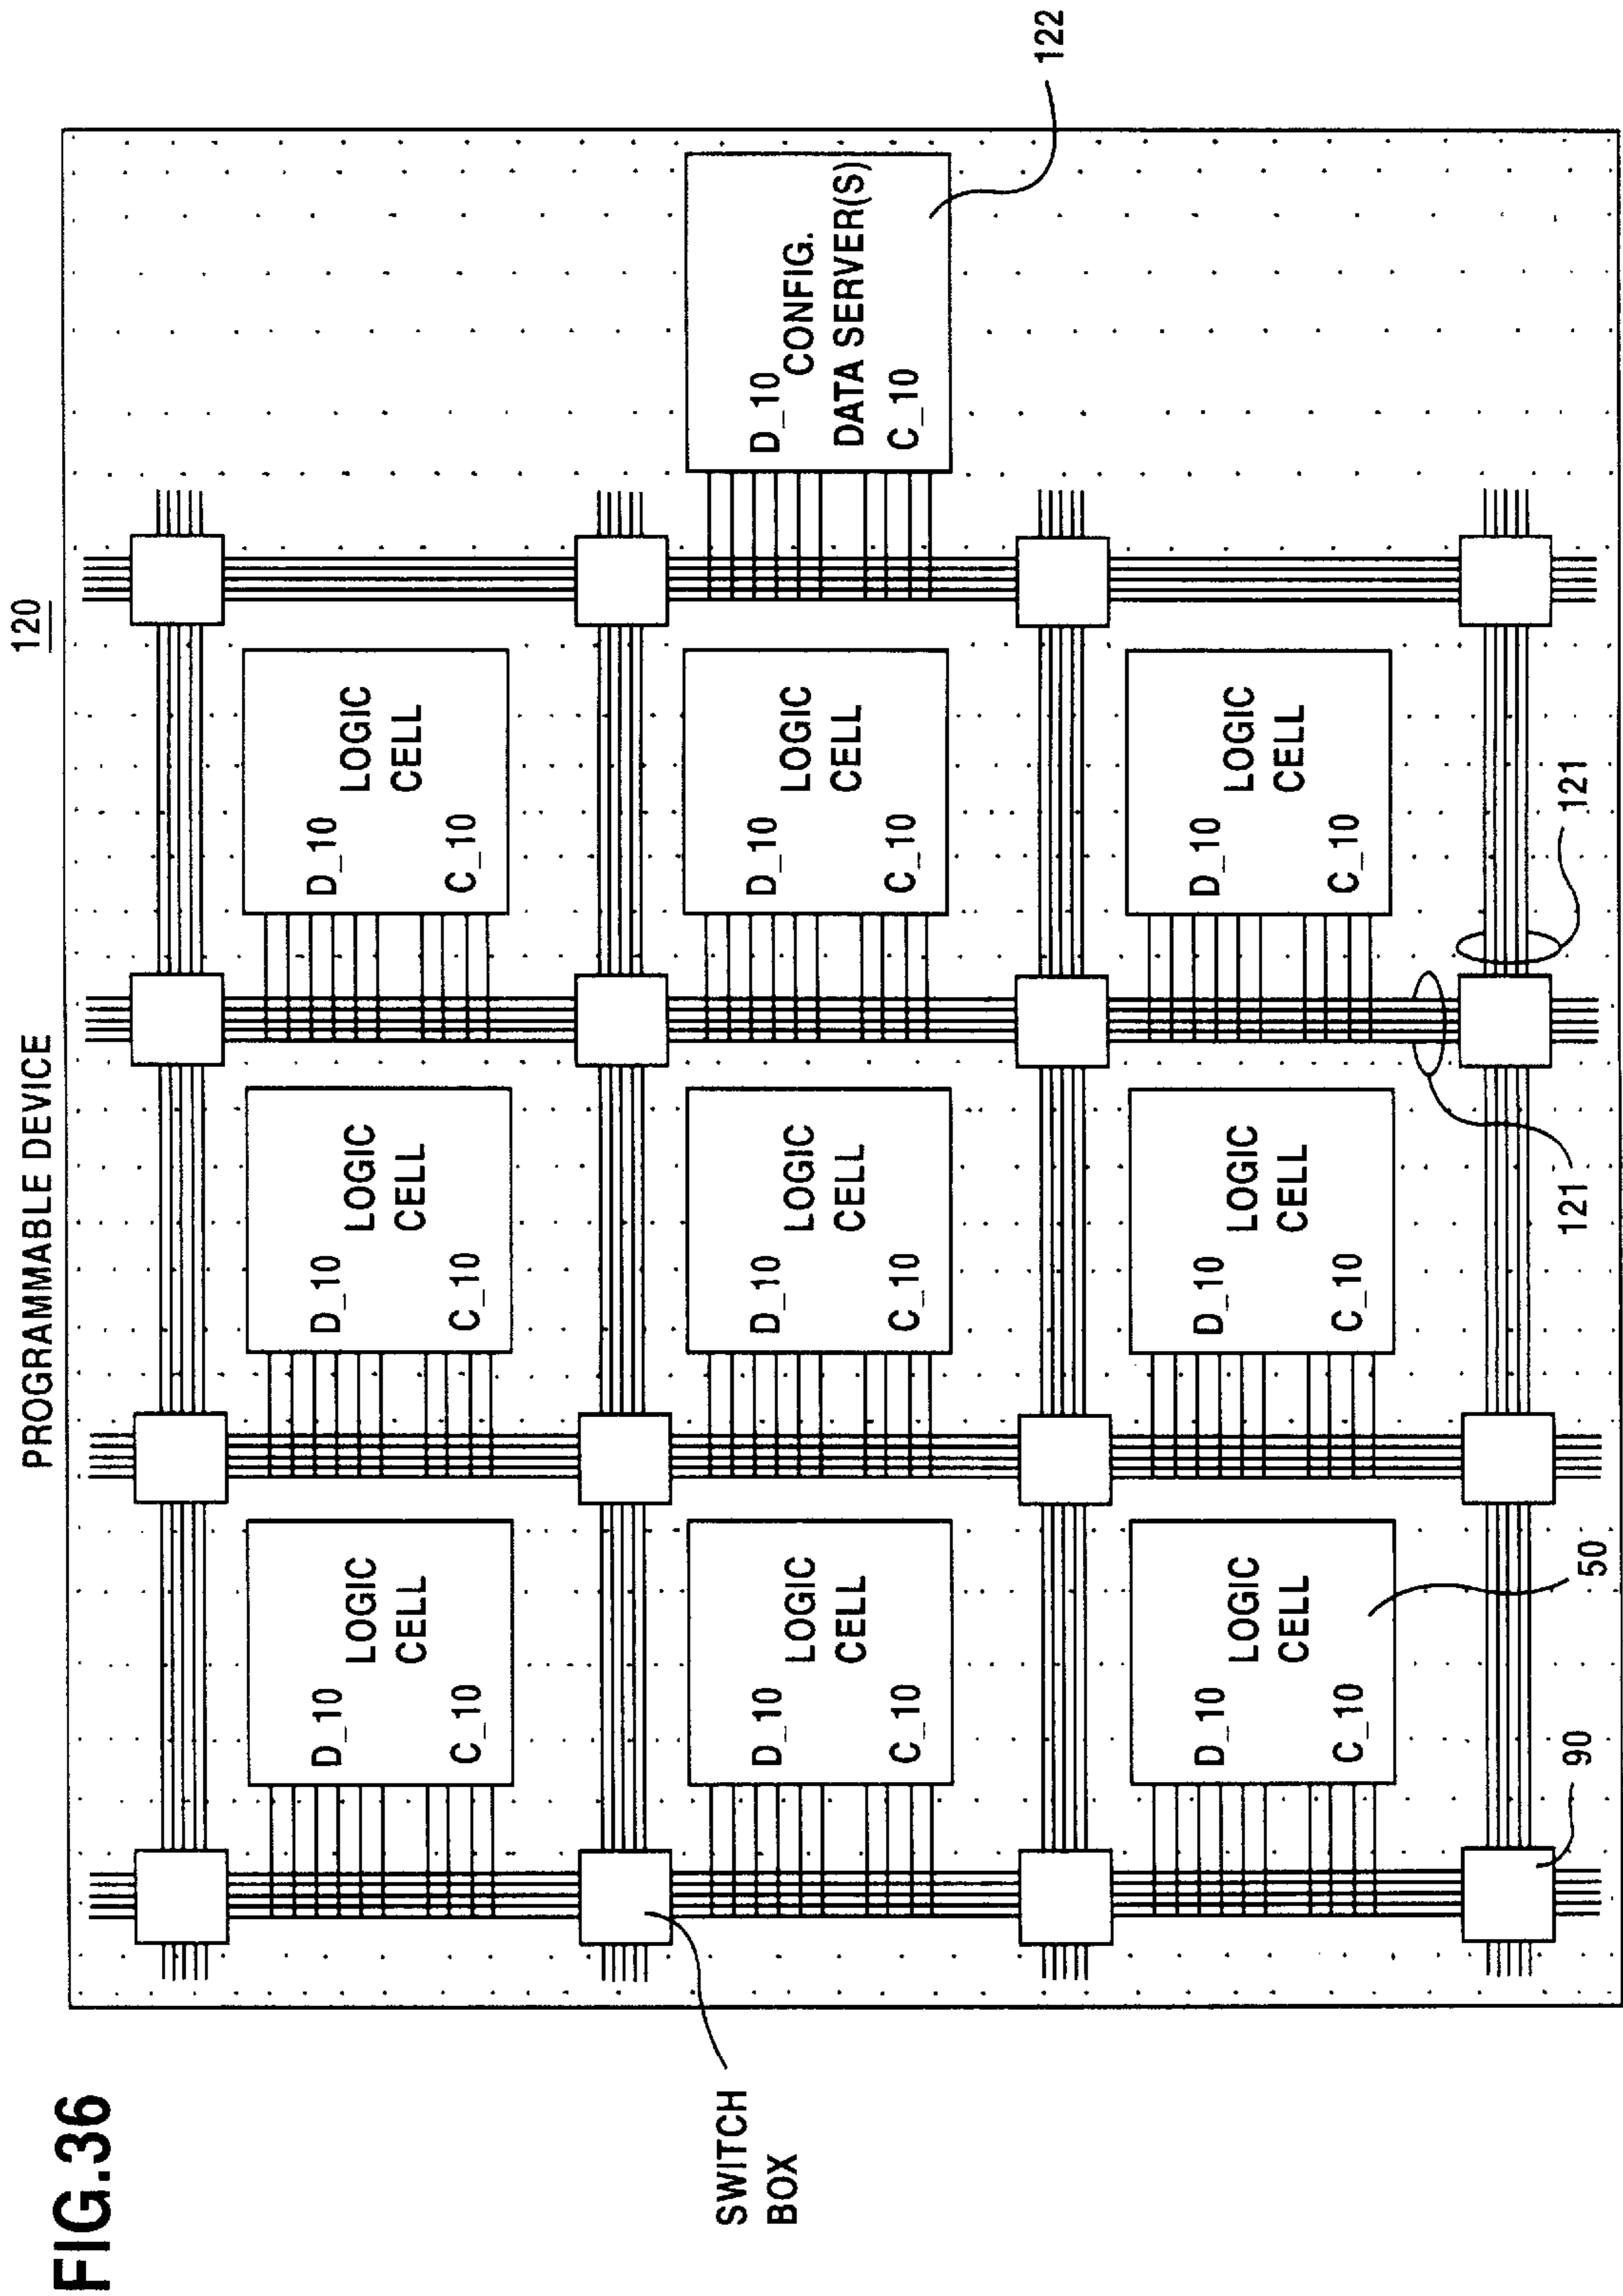 FIG.36
PROGRAMMABLE DEVICE
120
D_10
LOGIC
CELL
C_10
D_10
LOGIC
CELL
C_10
D_10
LOGIC
CELL
C_10
SWITCH
BOX
D_10
LOGIC
CELL
C_10
D_10
LOGIC
CELL
C_10
D_10
LOGIC
CELL
C_10
D_10
CONFIG.
DATA SERVER(S)
C_10
122
D_10
LOGIC
CELL
C_10
D_10
LOGIC
CELL
C_10
D_10
LOGIC
CELL
C_10
90
50
121
121